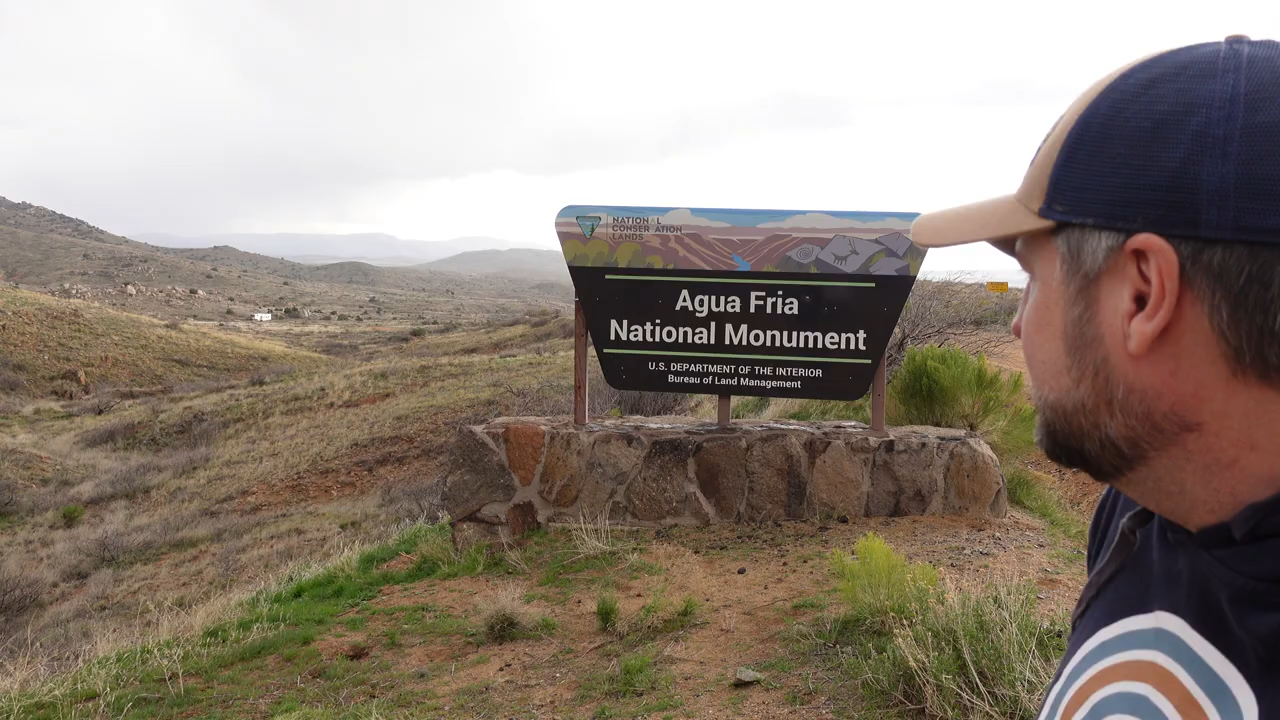 NATIONAL
CONSERVATION
LANDS
Agua Fria
National Monument
U.S. DEPARTMENT OF THE INTERIOR
Bureau of Land Management